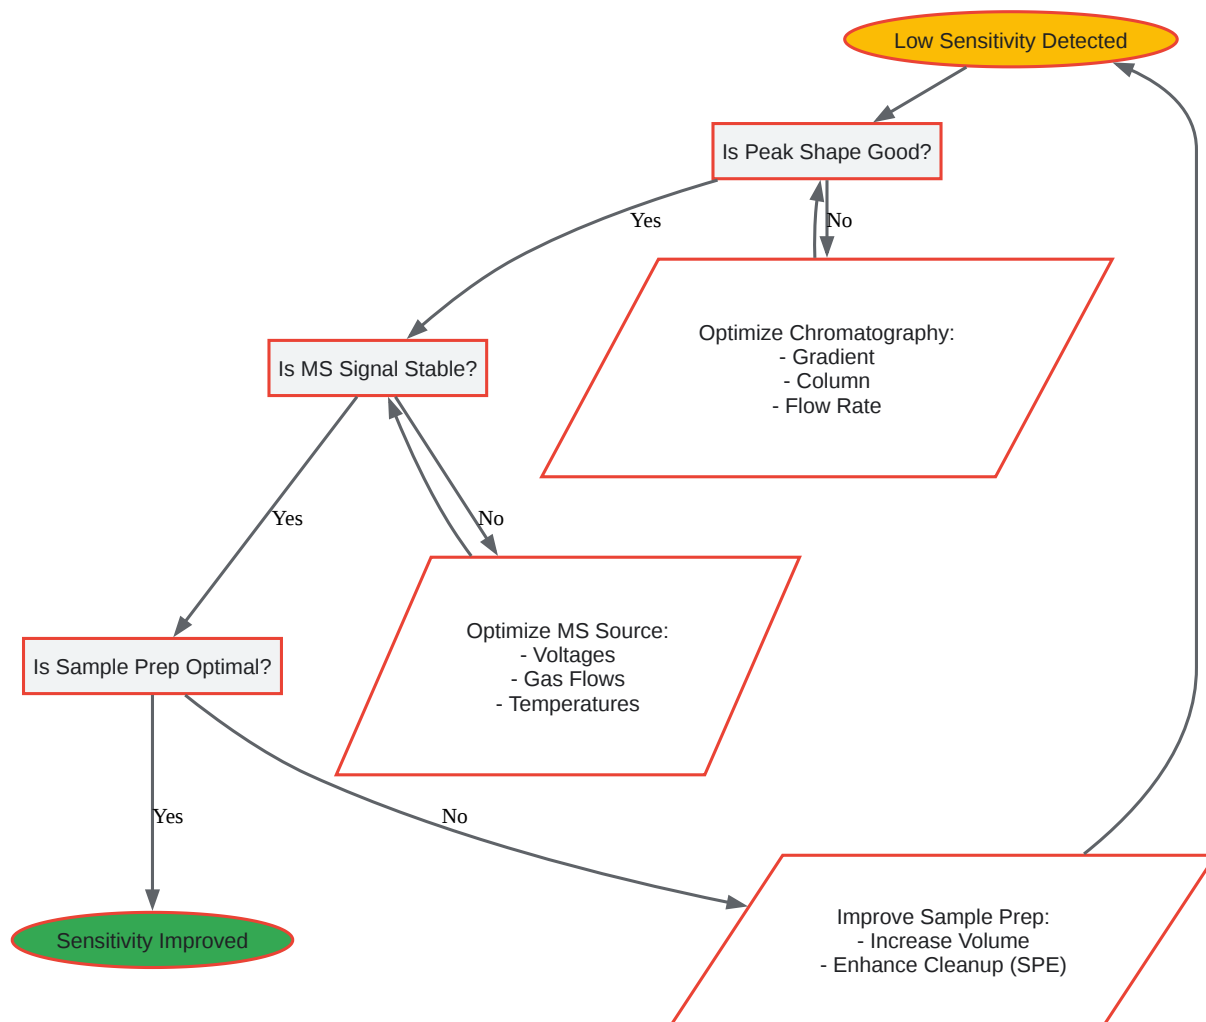 Low Sensitivity Detected
Is Peak Shape Good?
Yes
No
Optimize Chromatography:
- Gradient
- Column
- Flow Rate
Is MS Signal Stable?
Yes
No
Optimize MS Source:
- Voltages
- Gas Flows
- Temperatures
Is Sample Prep Optimal?
Yes
No
Improve Sample Prep:
- Increase Volume
- Enhance Cleanup (SPE)
Sensitivity Improved